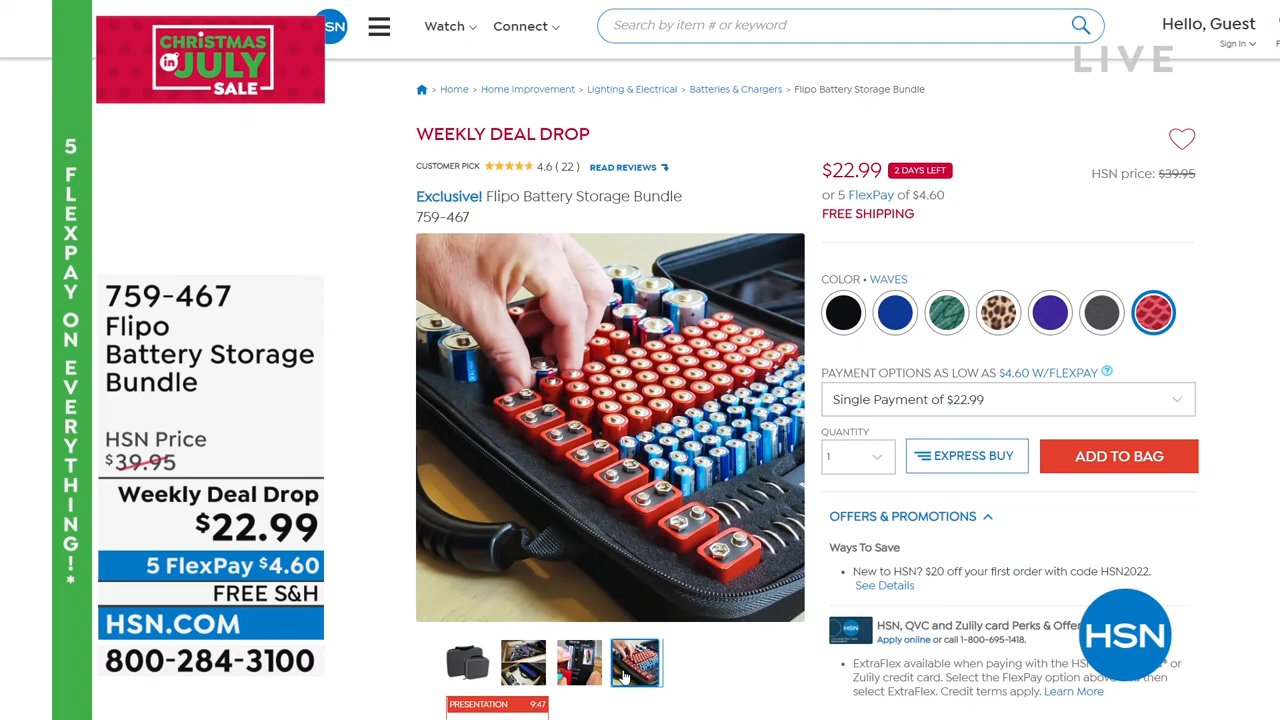 5 FLEXPAY ON EVERYTHING!*
CHRISTMAS
in JULY
SALE
SN
Watch
Connect
Search by item # or keyword
Hello, Guest
Sign In
LIVE
> Home > Home Improvement > Lighting & Electrical > Batteries & Chargers > Flipo Battery Storage Bundle
WEEKLY DEAL DROP
CUSTOMER PICK 4.6 ( 22 ) READ REVIEWS
Exclusive! Flipo Battery Storage Bundle
759-467
$22.99 2 DAYS LEFT
HSN price: $39.95
or 5 FlexPay of $4.60
FREE SHIPPING
COLOR • WAVES
PAYMENT OPTIONS AS LOW AS $4.60 W/FLEXPAY ?
Single Payment of $22.99
QUANTITY
1
EXPRESS BUY
ADD TO BAG
OFFERS & PROMOTIONS
Ways To Save
• New to HSN? $20 off your first order with code HSN2022.
See Details
HSN, QVC and Zulily card Perks & Offer
Apply online or call 1-800-695-1418.
• ExtraFlex available when paying with the HS or
Zulily credit card. Select the FlexPay option abov then
select ExtraFlex. Credit terms apply. Learn More
HSN
PRESENTATION 9:47
759-467
Flipo
Battery Storage
Bundle
HSN Price
$39.95
Weekly Deal Drop
$22.99
5 FlexPay $4.60
FREE S&H
HSN.COM
800-284-3100